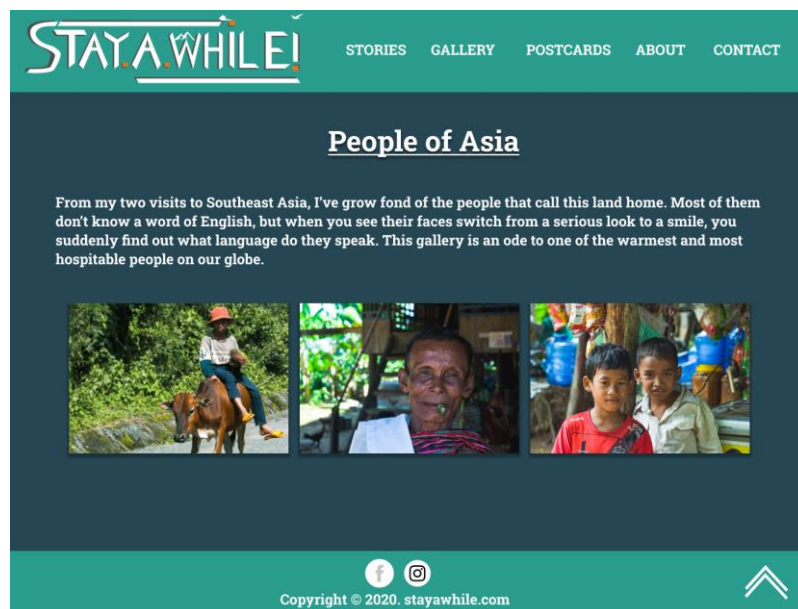 STAY.A.WHILE!
STORIES GALLERY POSTCARDS ABOUT CONTACT
People of Asia
From my two visits to Southeast Asia, I've grow fond of the people that call this land home. Most of them
don't know a word of English, but when you see their faces switch from a serious look to a smile, you
suddenly find out what language do they speak. This gallery is an ode to one of the warmest and most
hospitable people on our globe.
Copyright © 2020. stayawhile.com